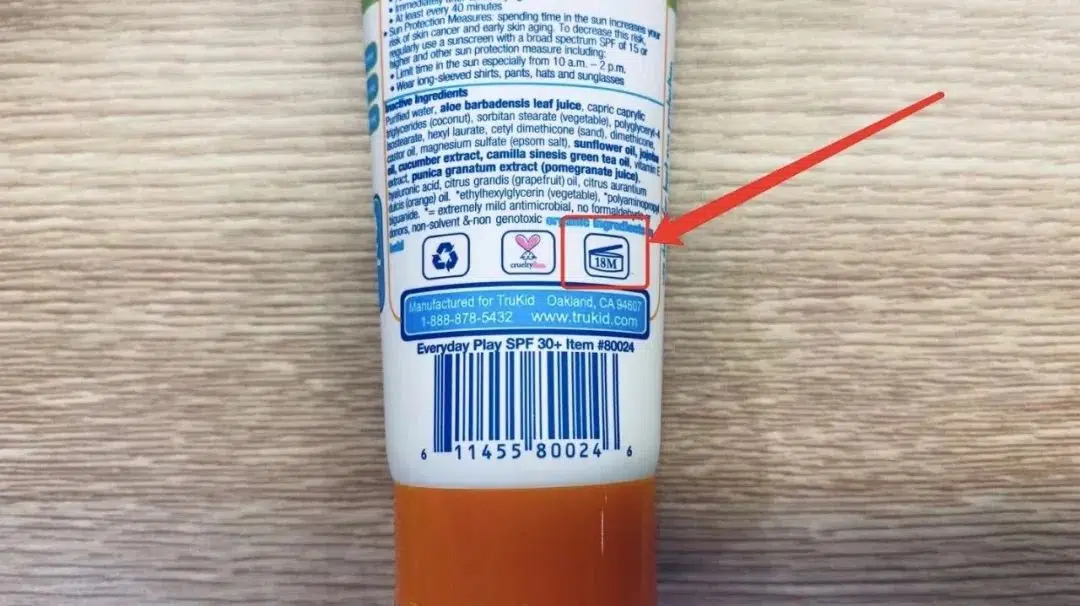 • Immediately after
• At least every 40 minutes
• Sun Protection Measures: spending time in the sun increases your
risk of skin cancer and early skin aging. To decrease this risk,
regularly use a sunscreen with a broad spectrum SPF of 15 or
higher and other sun protection measure including:
• Limit time in the sun especially from 10 a.m. – 2 p.m.
• Wear long-sleeved shirts, pants, hats and sunglasses
Inactive Ingredients
Purified water, aloe barbadensis leaf juice, capric caprylic
triglycerides (coconut), sorbitan stearate (vegetable), polyglyceryl-4
isostearate, hexyl laurate, cetyl dimethicone (sand), dimethicone,
castor oil, magnesium sulfate (epsom salt), sunflower oil, jojoba
oil, cucumber extract, camilla sinesis green tea oil, vitamin E
extract, punica granatum extract (pomegranate juice),
hyaluronic acid, citrus grandis (grapefruit) oil, citrus aurantium
dulcis (orange) oil. *ethylhexylglycerin (vegetable), *polyaminopropyl
biguanide. *= extremely mild antimicrobial, no formaldehyde
donors, non-solvent &-non genotoxic organic ingredients in
bold
crueltyfree
18M
Manufactured for TruKid Oakland, CA 94607
1-888-878-5432 www.trukid.com
Everyday Play SPF 30+ Item #80024
6 11455 80024 6